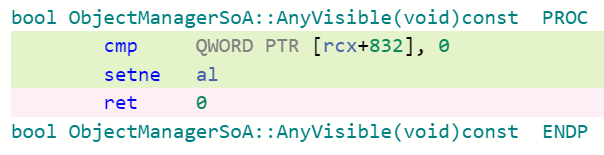 bool ObjectManagerSoA::AnyVisible(void)const  PROC
        cmp     QWORD PTR [rcx+832], 0
        setne   al
        ret     0
bool ObjectManagerSoA::AnyVisible(void)const  ENDP